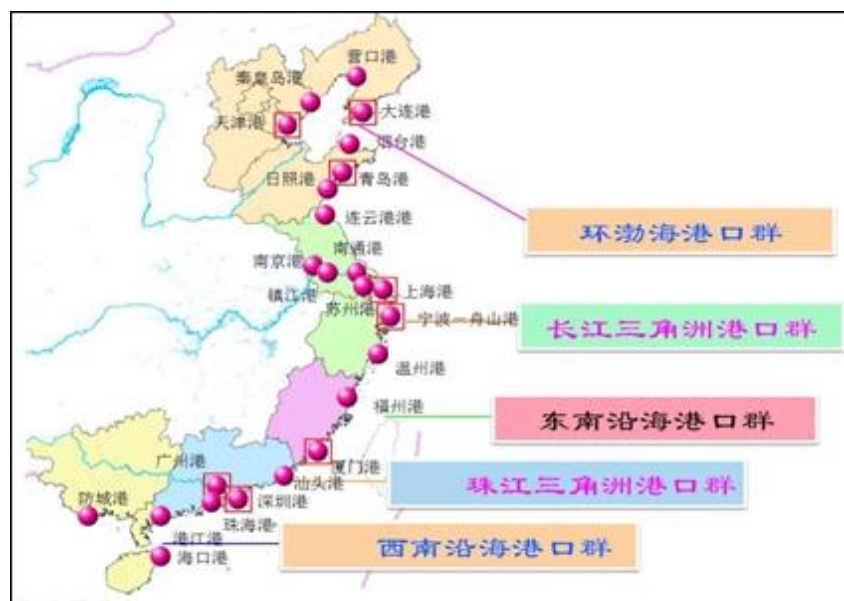 营口港
秦皇岛港
大连港
天津港
烟台港
日照港
青岛港
连云港港
环渤海港口群
南通港
南京港
镇江港
上海港
苏州港
宁波一舟山港
长江三角洲港口群
温州港
福州港
东南沿海港口群
广州港
厦门港
汕头港
珠江三角洲港口群
防城港
深圳港
珠海港
港江港
海口港
西南沿海港口群